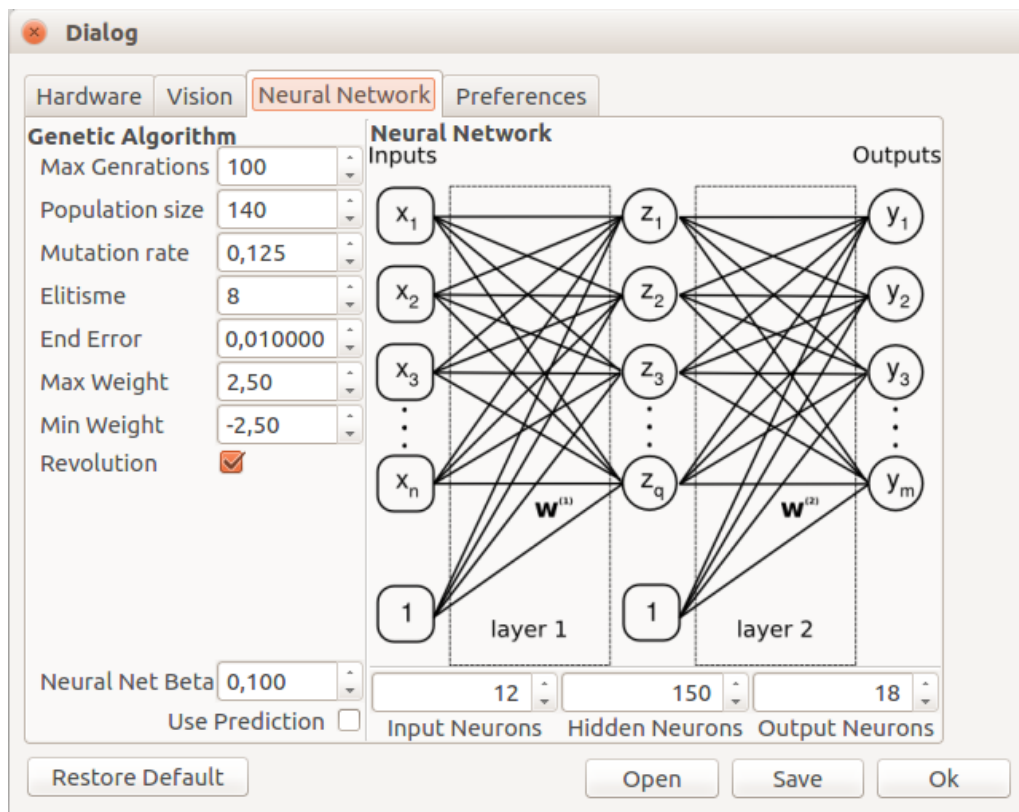 Dialog
Hardware Vision Neural Network Preferences
Genetic Algorithm
Max Genrations 100
Population size 140
Mutation rate 0,125
Elitisme 8
End Error 0,010000
Max Weight 2,50
Min Weight -2,50
Revolution
Neural Net Beta 0,100
Use Prediction
Neural Network
Inputs Outputs
x1 z1 y1
x2 z2 y2
x3 z3 y3
xn zq ym
W(1) W(2)
1 1
layer 1 layer 2
12 150 18
Input Neurons Hidden Neurons Output Neurons
Restore Default Open Save Ok